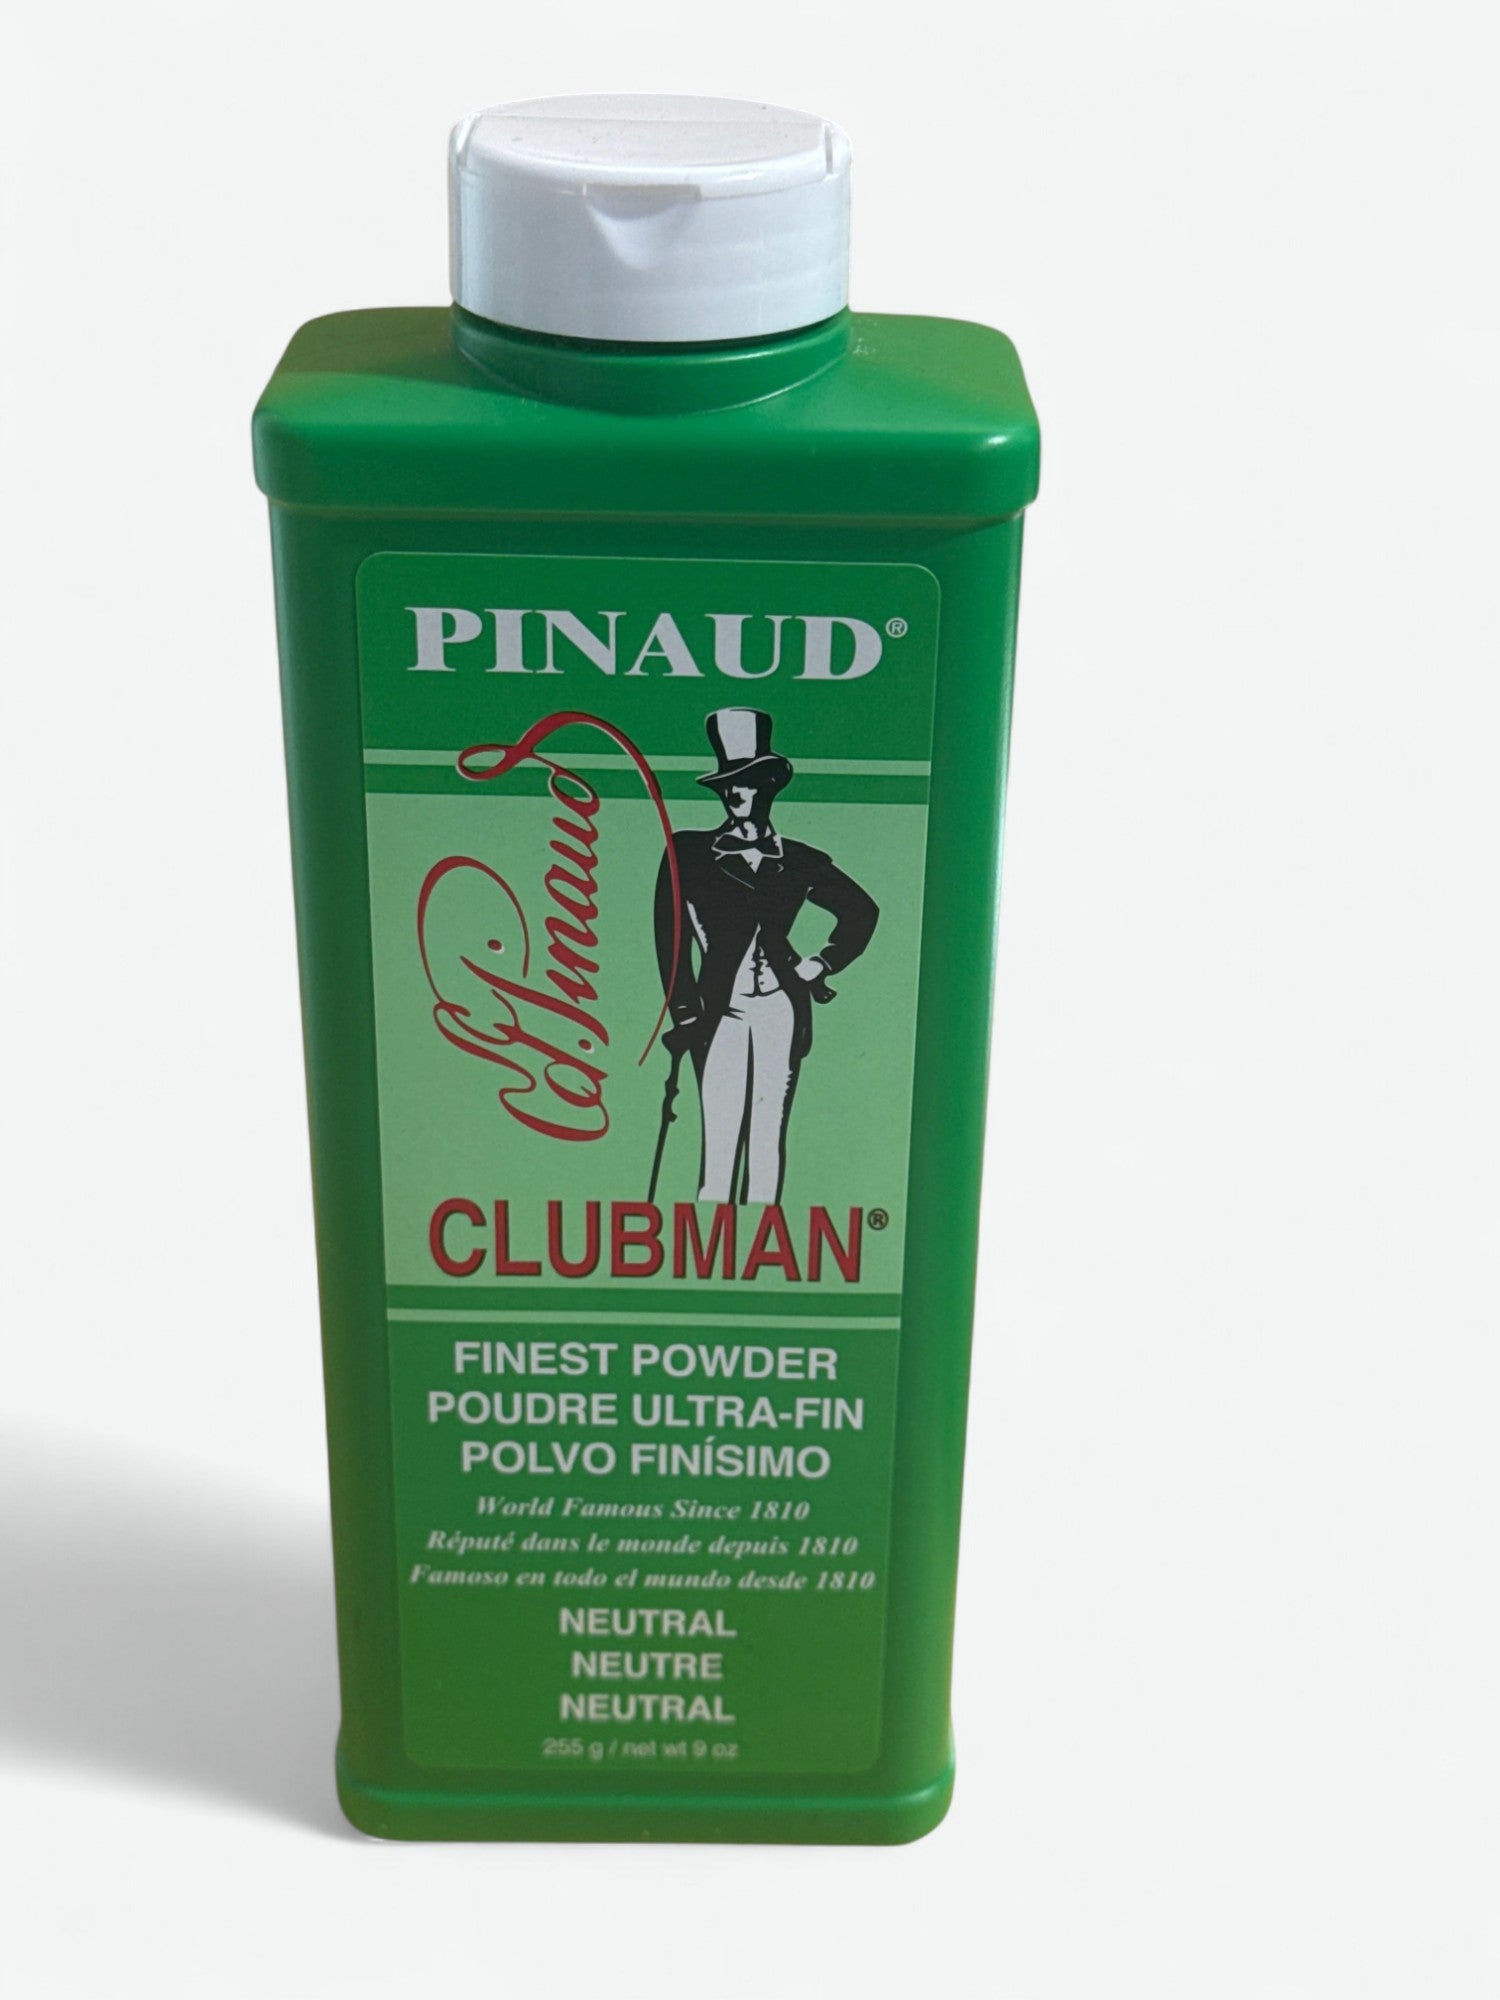 PINAUD®
Ed. Pinaud
CLUBMAN®
FINEST POWDER
POUDRE ULTRA-FIN
POLVO FINÍSIMO
World Famous Since 1810
Réputé dans le monde depuis 1810
Famoso en todo el mundo desde 1810
NEUTRAL
NEUTRE
NEUTRAL
255 g / net wt 9 oz